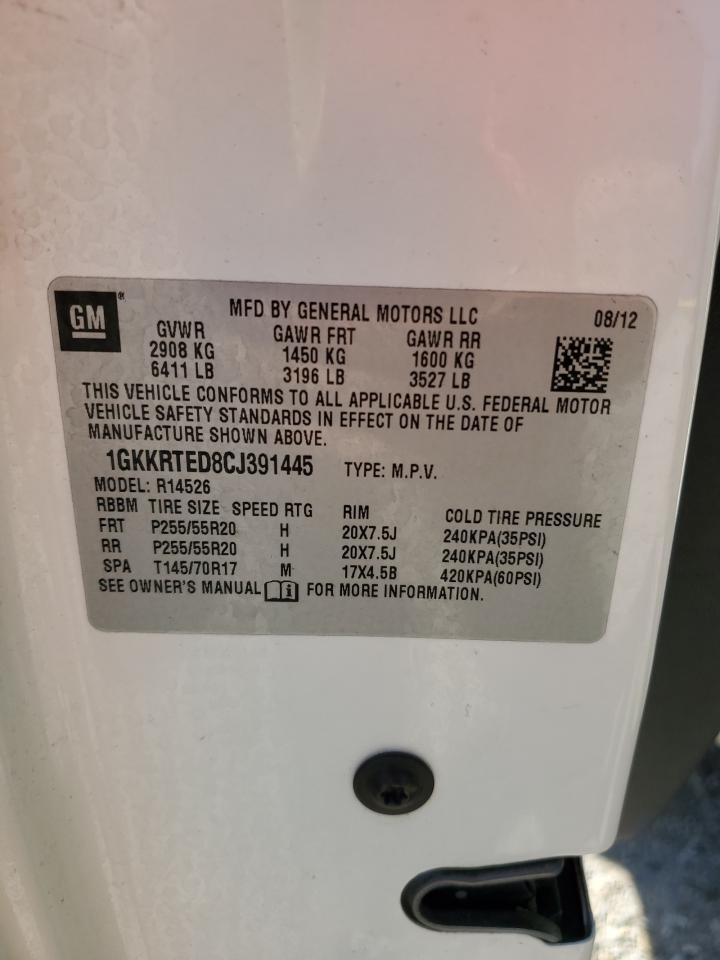 GM®
MFD BY GENERAL MOTORS LLC 08/12
GVWR GAWR FRT GAWR RR
2908 KG 1450 KG 1600 KG
6411 LB 3196 LB 3527 LB
THIS VEHICLE CONFORMS TO ALL APPLICABLE U.S. FEDERAL MOTOR
VEHICLE SAFETY STANDARDS IN EFFECT ON THE DATE OF
MANUFACTURE SHOWN ABOVE.
1GKKRTED8CJ391445 TYPE: M.P.V.
MODEL: R14526
RBBM TIRE SIZE SPEED RTG RIM COLD TIRE PRESSURE
FRT P255/55R20 H 20X7.5J 240KPA(35PSI)
RR P255/55R20 H 20X7.5J 240KPA(35PSI)
SPA T145/70R17 M 17X4.5B 420KPA(60PSI)
SEE OWNER'S MANUAL i FOR MORE INFORMATION.